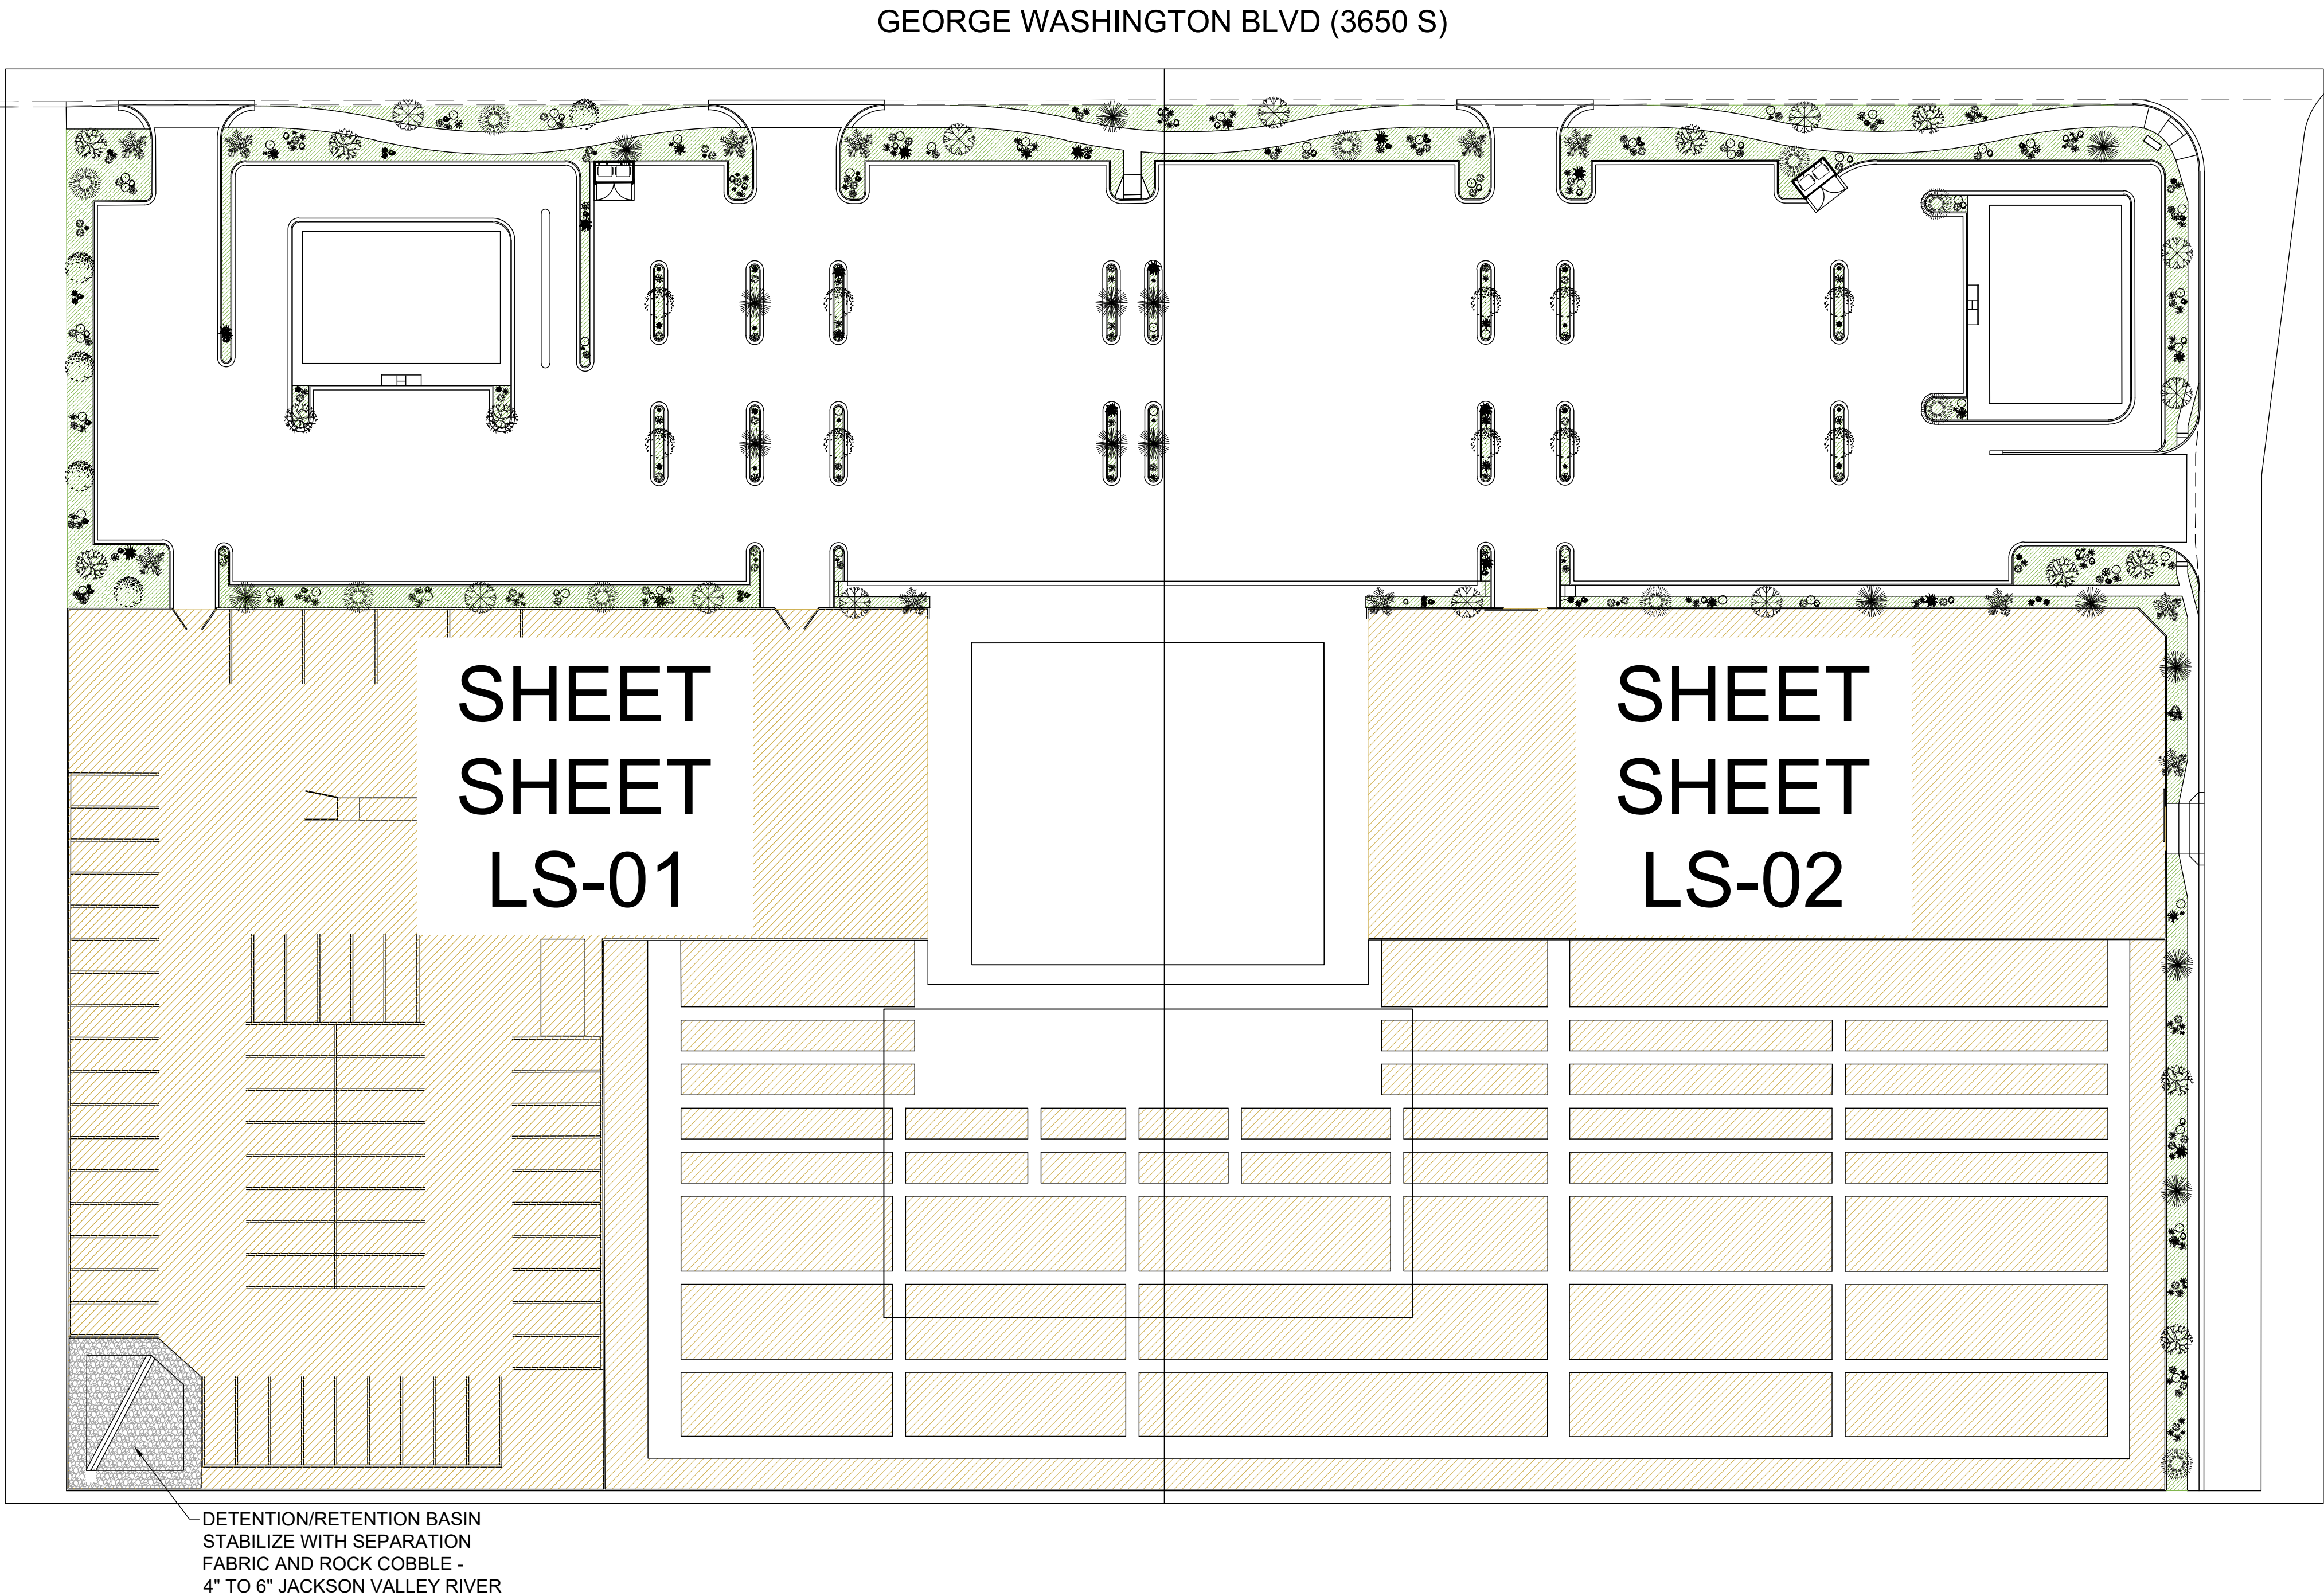 GEORGE WASHINGTON BLVD (3650 S)
SHEET
SHEET
LS-01
SHEET
SHEET
LS-02
DETENTION/RETENTION BASIN
STABILIZE WITH SEPARATION
FABRIC AND ROCK COBBLE -
4" TO 6" JACKSON VALLEY RIVER